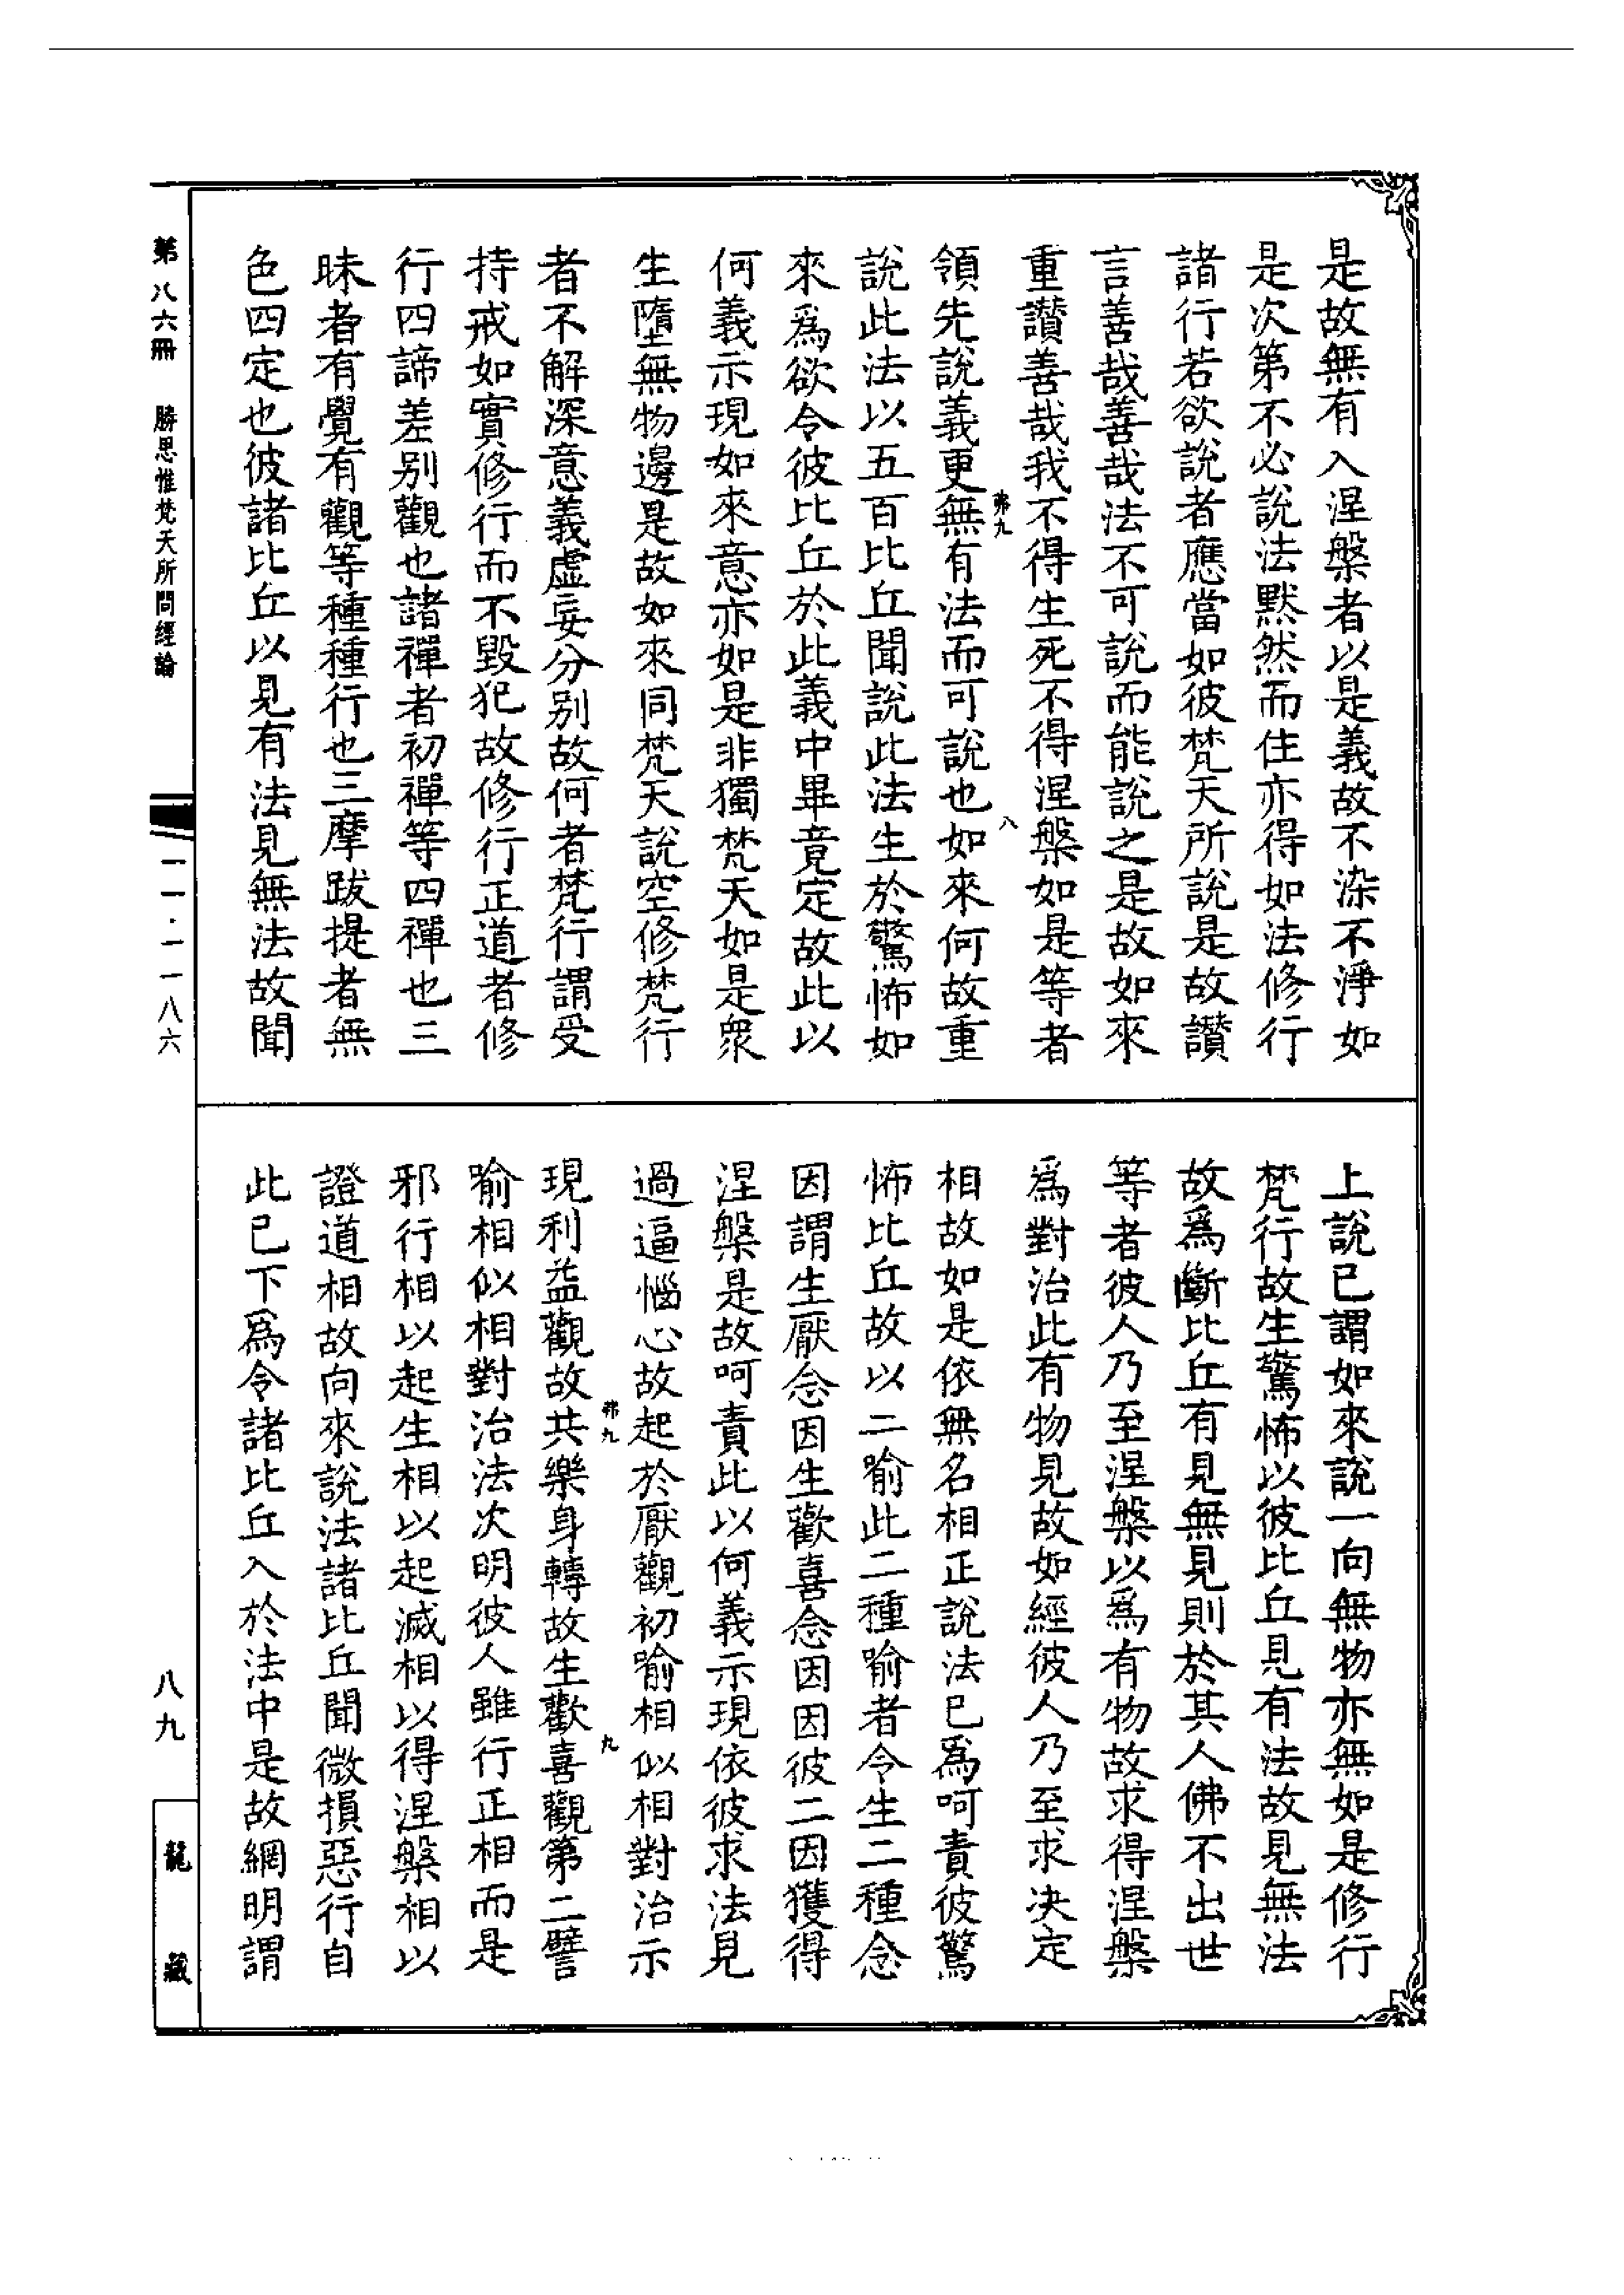 是故無有入涅槃者以是義故不染不淨如
是次第不必說法默然而住亦得如法修行
諸行若欲說者應當如彼梵天所說是故讚
言善哉善哉法不可說而能說之是故如來
重讚善哉我不得生死不得涅槃如是等者
領先說義更無有法而可說也如來何故重
弗九
八
說此法以五百比丘聞說此法生於驚怖如
來為欲令彼比丘於此義中畢竟定故此以
何義示現如來意亦如是非獨梵天如是眾
生墮無物邊是故如來同梵天說空修梵行
者不解深意義虛妄分別故何者梵行謂受
持戒如實修行而不毀犯故修行正道者修
行四諦差別觀也諸禪者初禪等四禪也三
昧者有覺有觀等種種行也三摩跋提者無
色四定也彼諸比丘以見有法見無法故聞
上說已謂如來說一向無物亦無如是修行
梵行故生驚怖以彼比丘見有法故見無法
故為斷比丘有見無見則於其人佛不出世
等者彼人乃至涅槃以為有物故求得涅槃
為對治此有物見故如經彼人乃至求決定
相故如是依無名相正說法已為呵責彼驚
怖比丘故以二喻此二種喻者令生二種念
因謂生厭念因生歡喜念因因彼二因獲得
涅槃是故呵責此以何義示現依彼求法見
過逼惱心故起於厭觀初喻相似相對治示
弗九
九
現利益觀故共樂身轉故生歡喜觀第二譬
喻相似相對治法次明彼人雖行正相而是
邪行相以起生相以起滅相以得涅槃相以
證道相故向來說法諸比丘聞微損惡行自
此已下為令諸比丘入於法中是故網明謂
第八六冊 勝思惟梵天所問經論
一一·一一八六
八九
龍藏